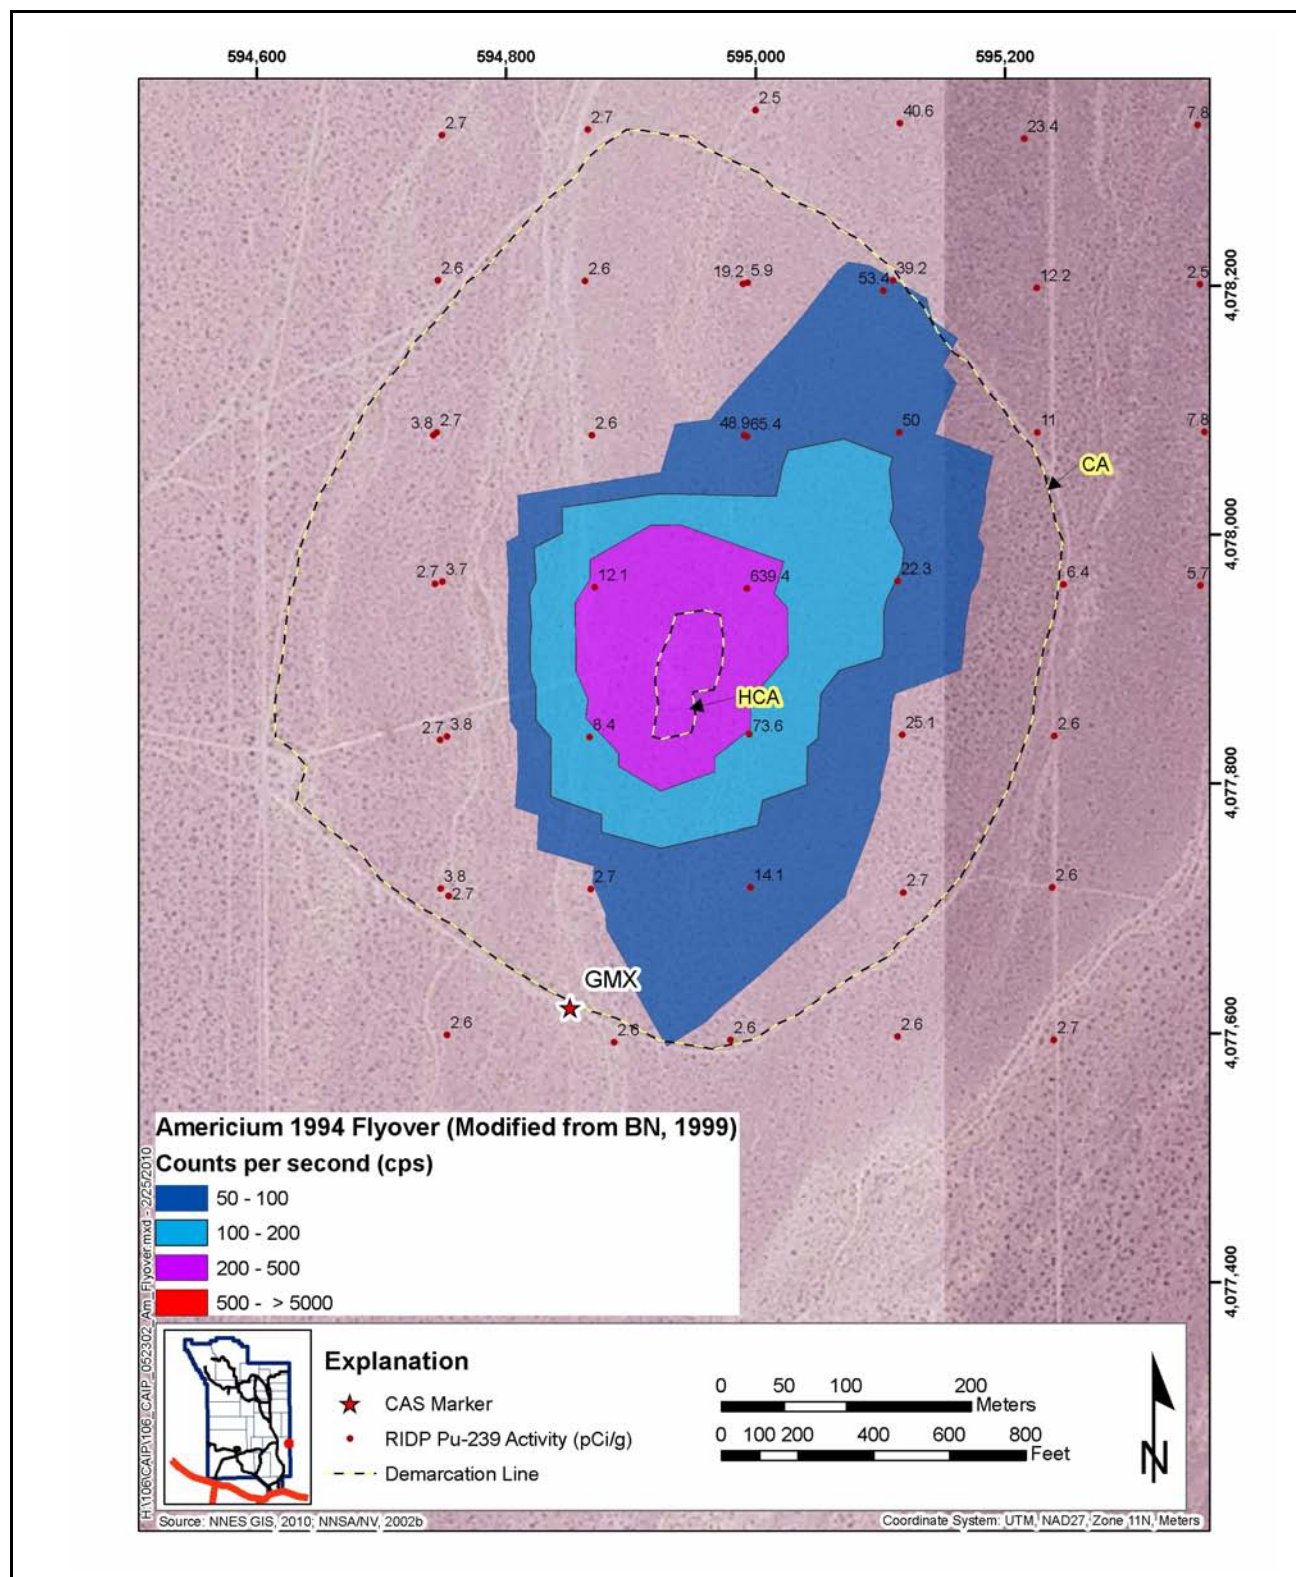 594,600 594,800 595,000 595,200
2.5
2.7 2.7 40.6 23.4 7.8
2.6 2.6 19.2 5.9 53.4 39.2 12.2 2.5
4,078,200
3.8 2.7 2.6 48.9 65.4 50 11 7.8
CA
4,078,000
2.7 3.7 12.1 639.4 22.3 6.4 5.7
HCA
2.7 3.8 8.4 73.6 25.1 2.6
4,077,800
3.8 2.7 2.7 14.1 2.7 2.6
GMX
2.6 2.6 2.6 2.6 2.7
4,077,600
Americium 1994 Flyover (Modified from BN, 1999)
Counts per second (cps)
50 - 100
100 - 200
200 - 500
500 - > 5000
4,077,400
H:\106\CAIP\106_CAIP_052302_Am_Flyover.mxd - 2/25/2010
Explanation
CAS Marker
RIDP Pu-239 Activity (pCi/g)
Demarcation Line
0 50 100 200
Meters
0 100 200 400 600 800
Feet
N
Source: NNES GIS, 2010; NNSA/NV, 2002b
Coordinate System: UTM, NAD27, Zone 11N, Meters